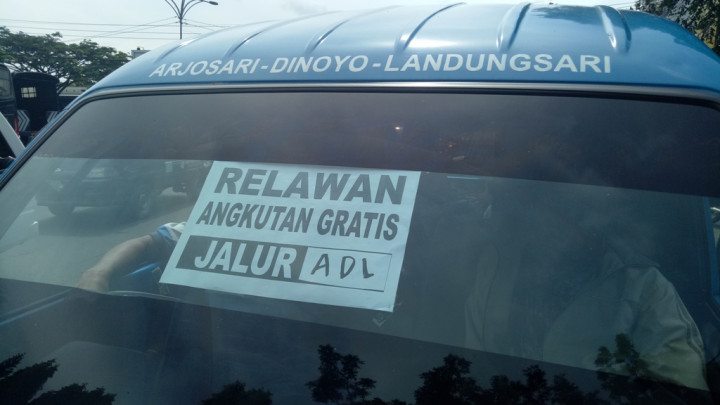 ARJOSARI-DINOYO-LANDUNGSARI
RELAWAN
ANGKUTAN GRATIS
JALUR ADL